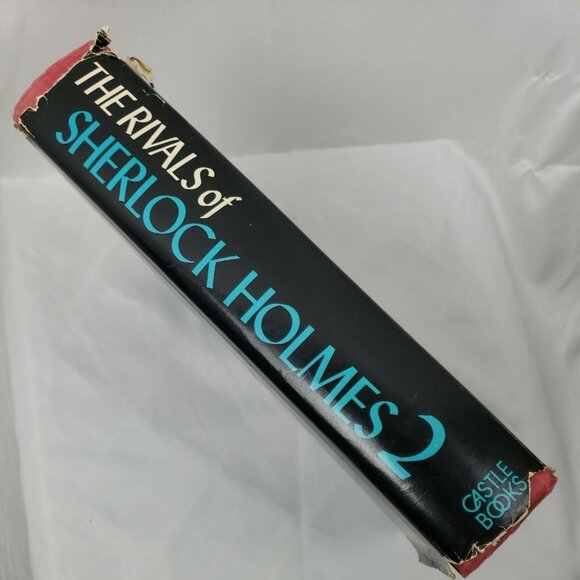 THE RIVALS of
SHERLOCK HOLMES 2
CASTLE
BOOKS